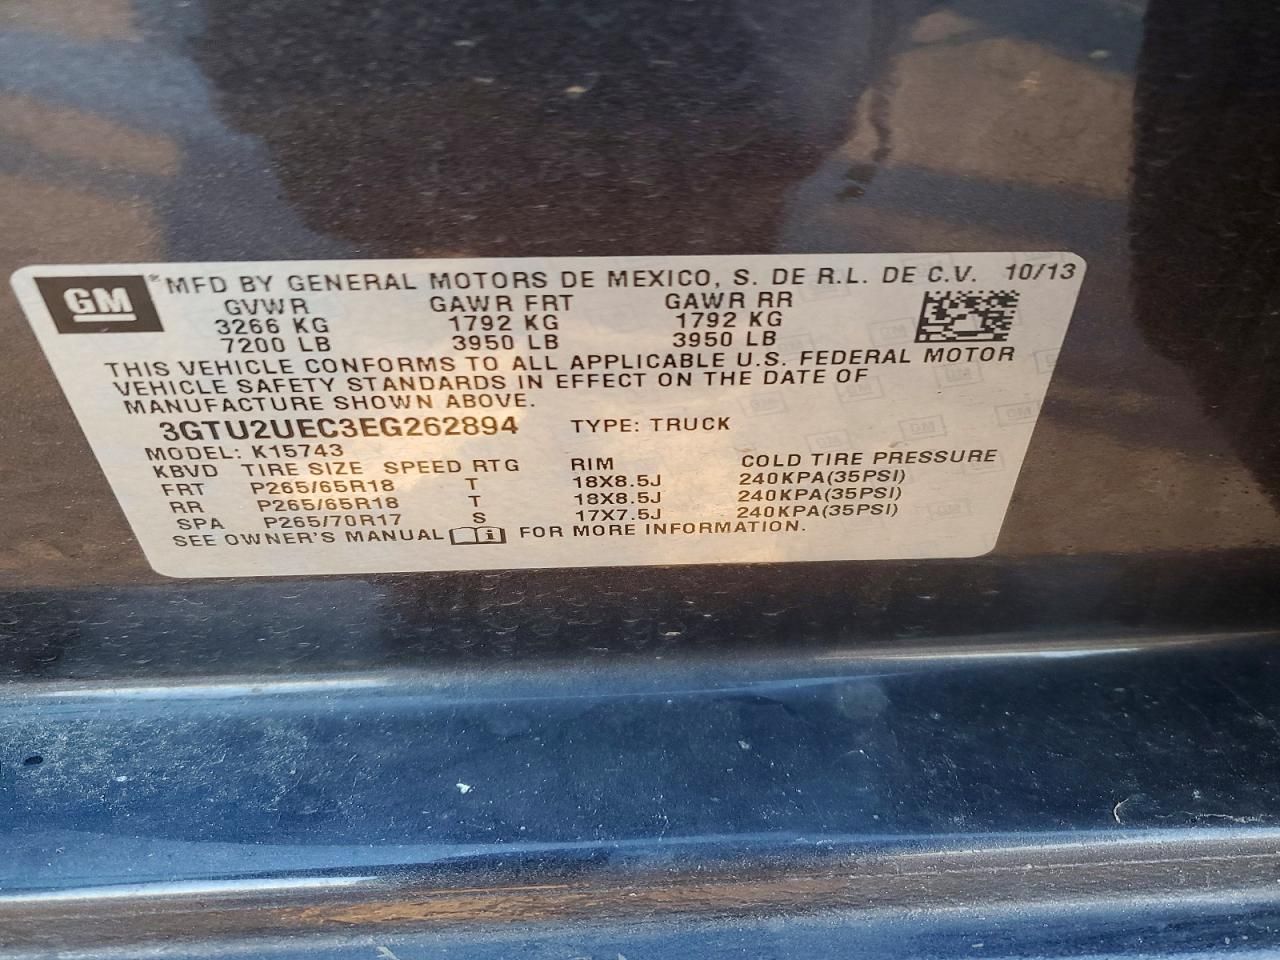 GM
*MFD BY GENERAL MOTORS DE MEXICO, S. DE R.L. DE C.V. 10/13
GVWR GAWR FRT GAWR RR
3266 KG 1792 KG 1792 KG
7200 LB 3950 LB 3950 LB
THIS VEHICLE CONFORMS TO ALL APPLICABLE U.S. FEDERAL MOTOR
VEHICLE SAFETY STANDARDS IN EFFECT ON THE DATE OF
MANUFACTURE SHOWN ABOVE.
3GTU2UEC3EG262894 TYPE: TRUCK
MODEL: K15743
KBVD TIRE SIZE SPEED RTG RIM COLD TIRE PRESSURE
FRT P265/65R18 T 18X8.5J 240KPA(35PSI)
RR P265/65R18 T 18X8.5J 240KPA(35PSI)
SPA P265/70R17 S 17X7.5J 240KPA(35PSI)
SEE OWNER'S MANUAL i FOR MORE INFORMATION.